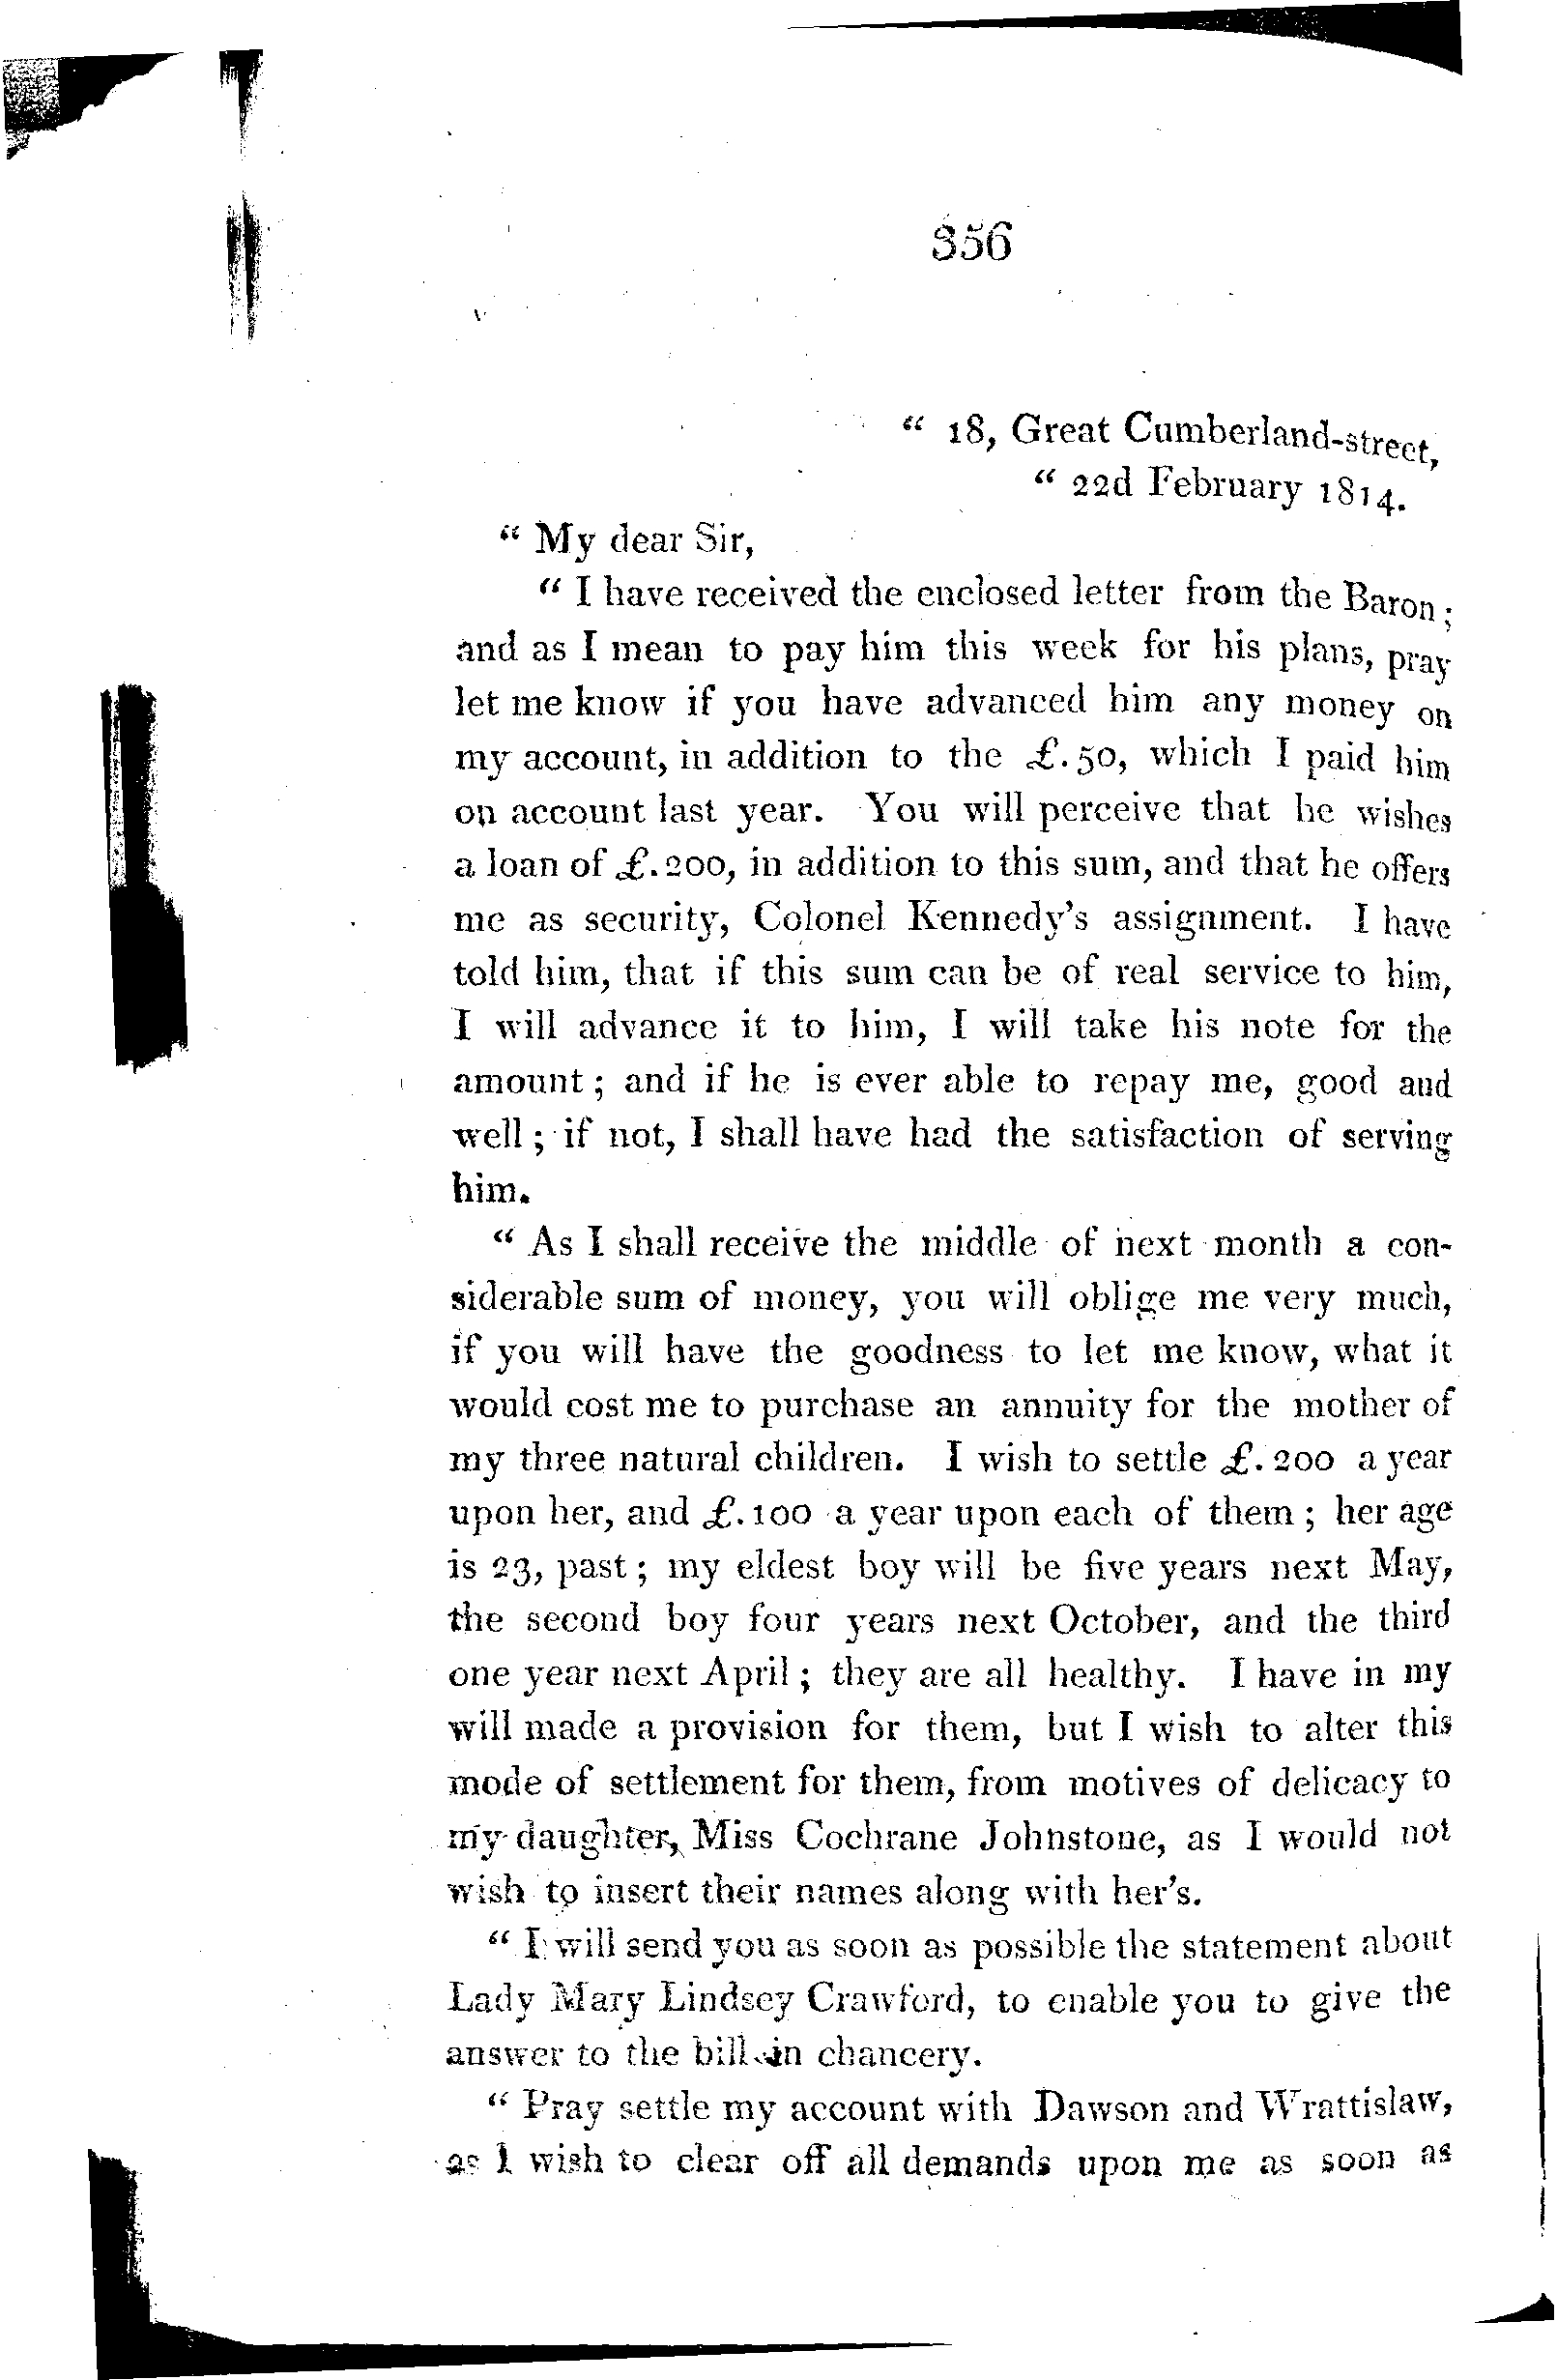 356
“ 18, Great Cumberland-street,
“ 22d February 1814.
“ My dear Sir,
“ I have received the enclosed letter from the Baron;
and as I mean to pay him this week for his plans, pray
let me know if you have advanced him any money on
my account, in addition to the £.50, which I paid him
on account last year. You will perceive that he wishes
a loan of £.200, in addition to this sum, and that he offers
me as security, Colonel Kennedy's assignment. I have
told him, that if this sum can be of real service to him,
I will advance it to him, I will take his note for the
amount; and if he is ever able to repay me, good and
well; if not, I shall have had the satisfaction of serving
him.
“ As I shall receive the middle of next month a con-
siderable sum of money, you will oblige me very much,
if you will have the goodness to let me know, what it
would cost me to purchase an annuity for the mother of
my three natural children. I wish to settle £.200 a year
upon her, and £.100 a year upon each of them; her age
is 23, past; my eldest boy will be five years next May,
the second boy four years next October, and the third
one year next April; they are all healthy. I have in my
will made a provision for them, but I wish to alter this
mode of settlement for them, from motives of delicacy to
my daughter, Miss Cochrane Johnstone, as I would not
wish to insert their names along with her's.
“ I will send you as soon as possible the statement about
Lady Mary Lindsey Crawford, to enable you to give the
answer to the bill in chancery.
“ Pray settle my account with Dawson and Wrattislaw,
as I wish to clear off all demands upon me as soon as